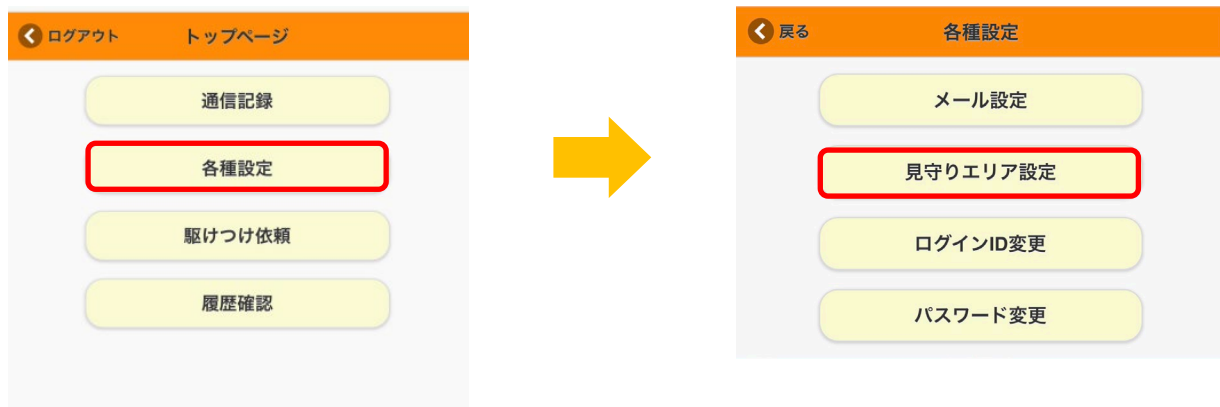 ログアウト
トップページ
通信記録
各種設定
駆けつけ依頼
履歴確認
戻る
各種設定
メール設定
見守りエリア設定
ログインID変更
パスワード変更